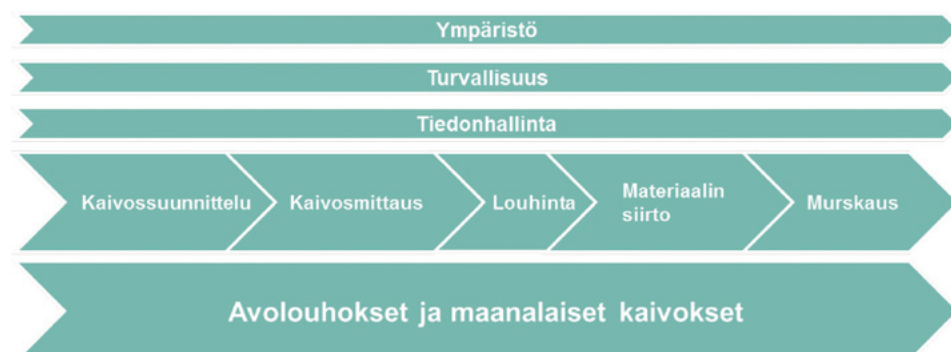 Ympäristö
Turvallisuus
Tiedonhallinta
Kaivossuunnittelu
Kaivosmittaus
Louhinta
Materiaalin
siirto
Murskaus
Avolouhokset ja maanalaiset kaivokset